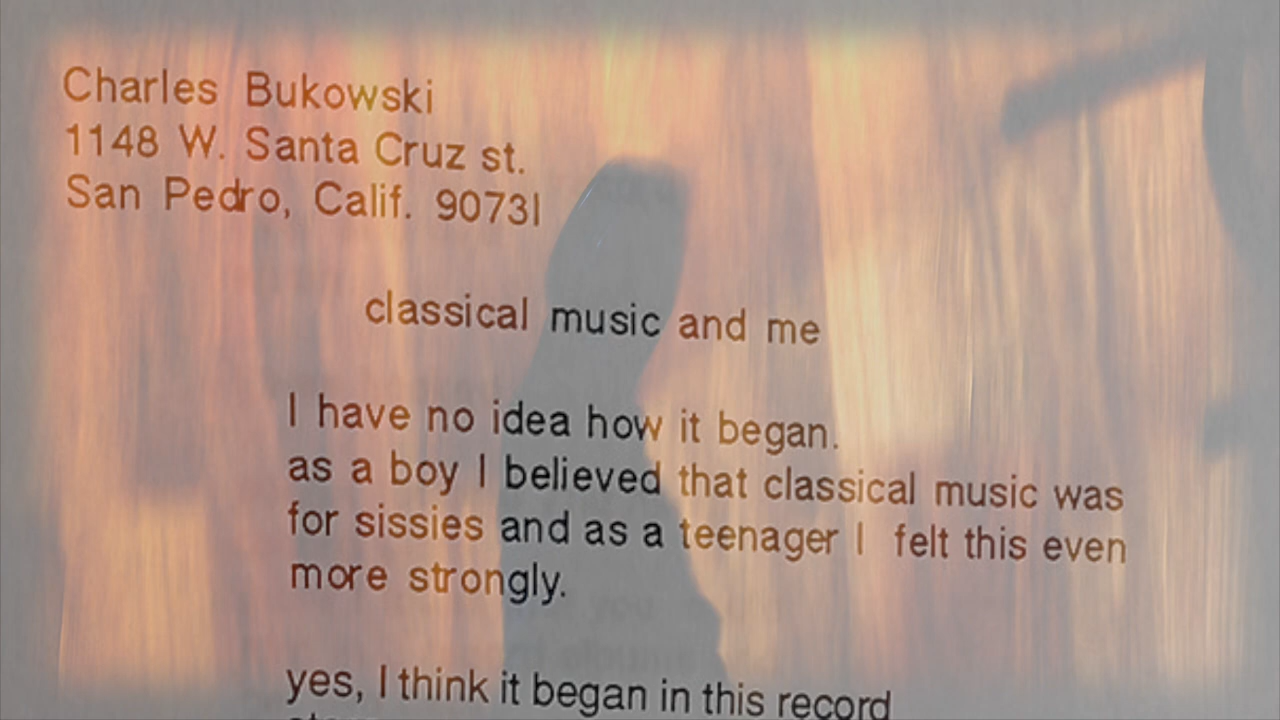 Charles Bukowski
1148 W. Santa Cruz st.
San Pedro, Calif. 90731
classical music and me
I have no idea how it began.
as a boy I believed that classical music was
for sissies and as a teenager I felt this even
more strongly.
yes, I think it began in this record